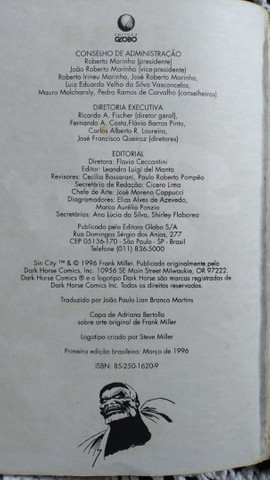 EDITORA
GLOBO
CONSELHO DE ADMINISTRAÇÃO
Roberto Marinho (presidente)
João Roberto Marinho (vice-presidente)
Roberto Irineu Marinho, José Roberto Marinho,
Luiz Eduardo Velho da Silva Vasconcelos,
Mauro Molchansky, Pedro Ramos de Carvalho (conselheiros)
DIRETORIA EXECUTIVA
Ricardo A. Fischer (diretor geral),
Fernando A. Costa, Flávio Barros Pinto,
Carlos Alberto R. Loureiro,
José Francisco Queiroz (diretores)
EDITORIAL
Diretora: Flavia Ceccantini
Editor: Leandro Luigi del Manto
Revisores: Cecília Bassarani, Paulo Roberto Pompêo
Secretário de Redação: Cícero Lima
Chefe de Arte: José Moreno Cappucci
Diagramadores: Elias Alves de Azevedo,
Marco Aurélio Ponzio
Secretárias: Ana Lúcia da Silva, Shirley Flaborea
Publicado pela Editora Globo S/A
Rua Domingos Sérgio dos Anjos, 277
CEP 05136-170 - São Paulo - SP - Brasil
Telefone (011) 836-5000
Sin City ™ & © 1996 Frank Miller. Publicado originalmente pelo
Dark Horse Comics, Inc. 10956 SE Main Street Milwaukie, OR 97222.
Dark Horse Comics ® e o logotipo Dark Horse são marcas registradas de
Dark Horse Comics Inc. Todos os direitos reservados.
Traduzido por João Paulo Lian Branco Martins
Capa de Adriana Bertolla
sobre arte original de Frank Miller
Logotipo criado por Steve Miller
Primeira edição brasileira: Março de 1996
ISBN: 85-250-1620-9